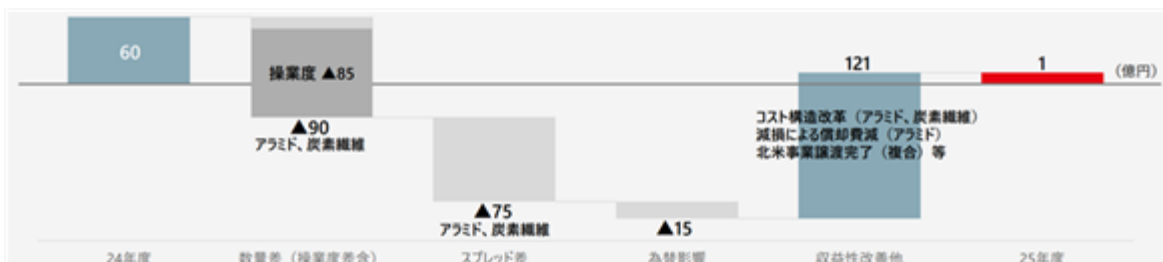 60
操業度 ▲85
▲90
アラミド、炭素繊維
▲75
アラミド、炭素繊維
▲15
121
コスト構造改革（アラミド、炭素繊維）
減損による償却費減（アラミド）
北米事業譲渡完了（複合）等
1
（億円）
24年度
数量差（操業度差含）
スプレッド差
為替影響
収益性改善他
25年度